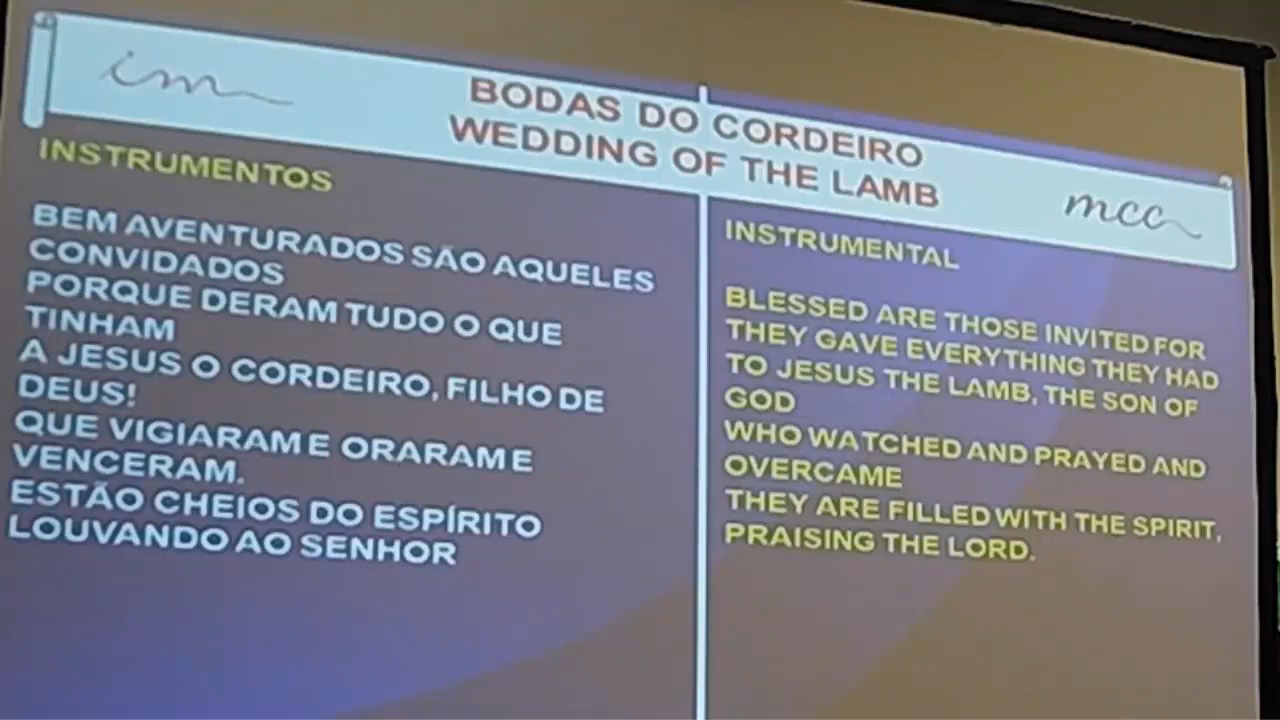 im
BODAS DO CORDEIRO
WEDDING OF THE LAMB
mcc
INSTRUMENTOS
BEM AVENTURADOS SÃO AQUELES
CONVIDADOS
PORQUE DERAM TUDO O QUE
TINHAM
A JESUS O CORDEIRO, FILHO DE
DEUS!
QUE VIGIARAM E ORARAM E
VENCERAM.
ESTÃO CHEIOS DO ESPÍRITO
LOUVANDO AO SENHOR
INSTRUMENTAL
BLESSED ARE THOSE INVITED FOR
THEY GAVE EVERYTHING THEY HAD
TO JESUS THE LAMB, THE SON OF
GOD
WHO WATCHED AND PRAYED AND
OVERCAME
THEY ARE FILLED WITH THE SPIRIT,
PRAISING THE LORD.